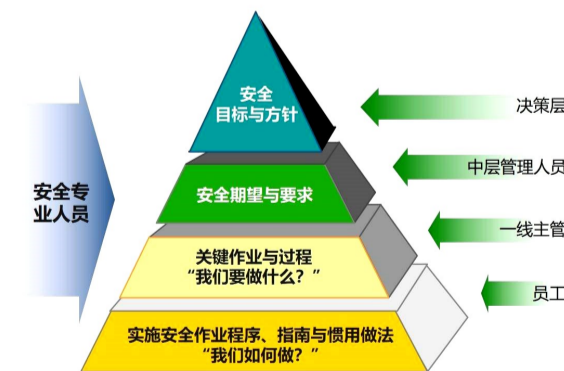 安全
目标与方针
决策层
中层管理人员
安全期望与要求
安全专
业人员
一线主管
关键作业与过程
“我们要做什么？”
员工
实施安全作业程序、指南与惯用做法
“我们如何做？”